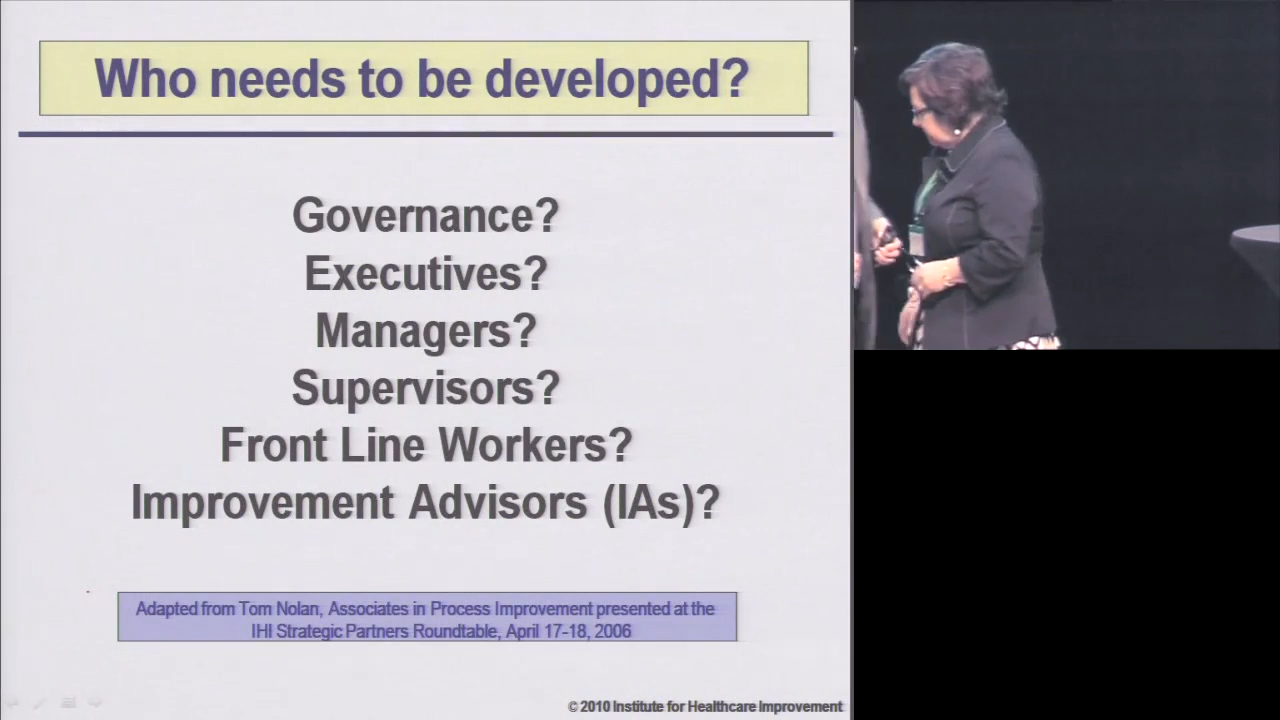 Who needs to be developed?
Governance?
Executives?
Managers?
Supervisors?
Front Line Workers?
Improvement Advisors (IAs)?
Adapted from Tom Nolan, Associates in Process Improvement presented at the
IHI Strategic Partners Roundtable, April 17-18, 2006
© 2010 Institute for Healthcare Improvement